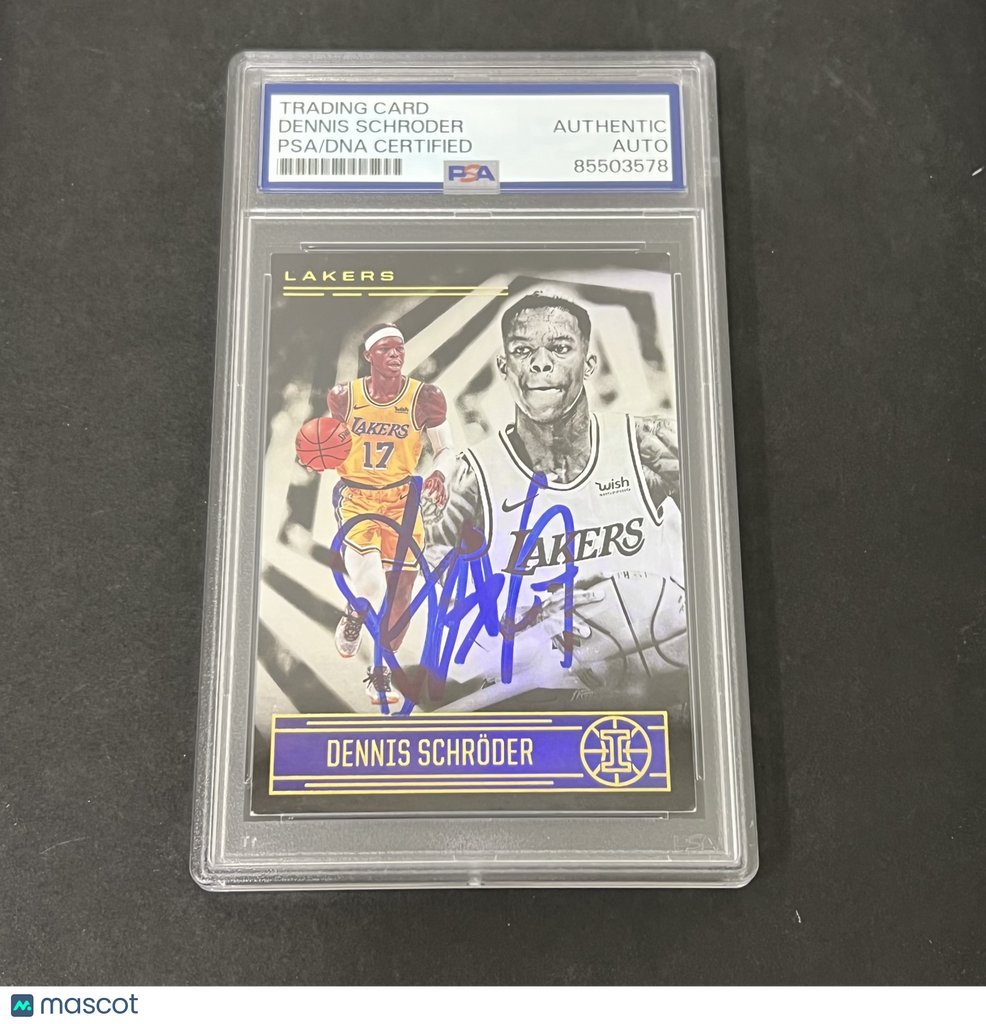 TRADING CARD
DENNIS SCHRODER
PSA/DNA CERTIFIED
AUTHENTIC
AUTO
85503578
PSA
LAKERS
wish
LAKERS
17
wish
LAKERS
DENNIS SCHRÖDER
mascot